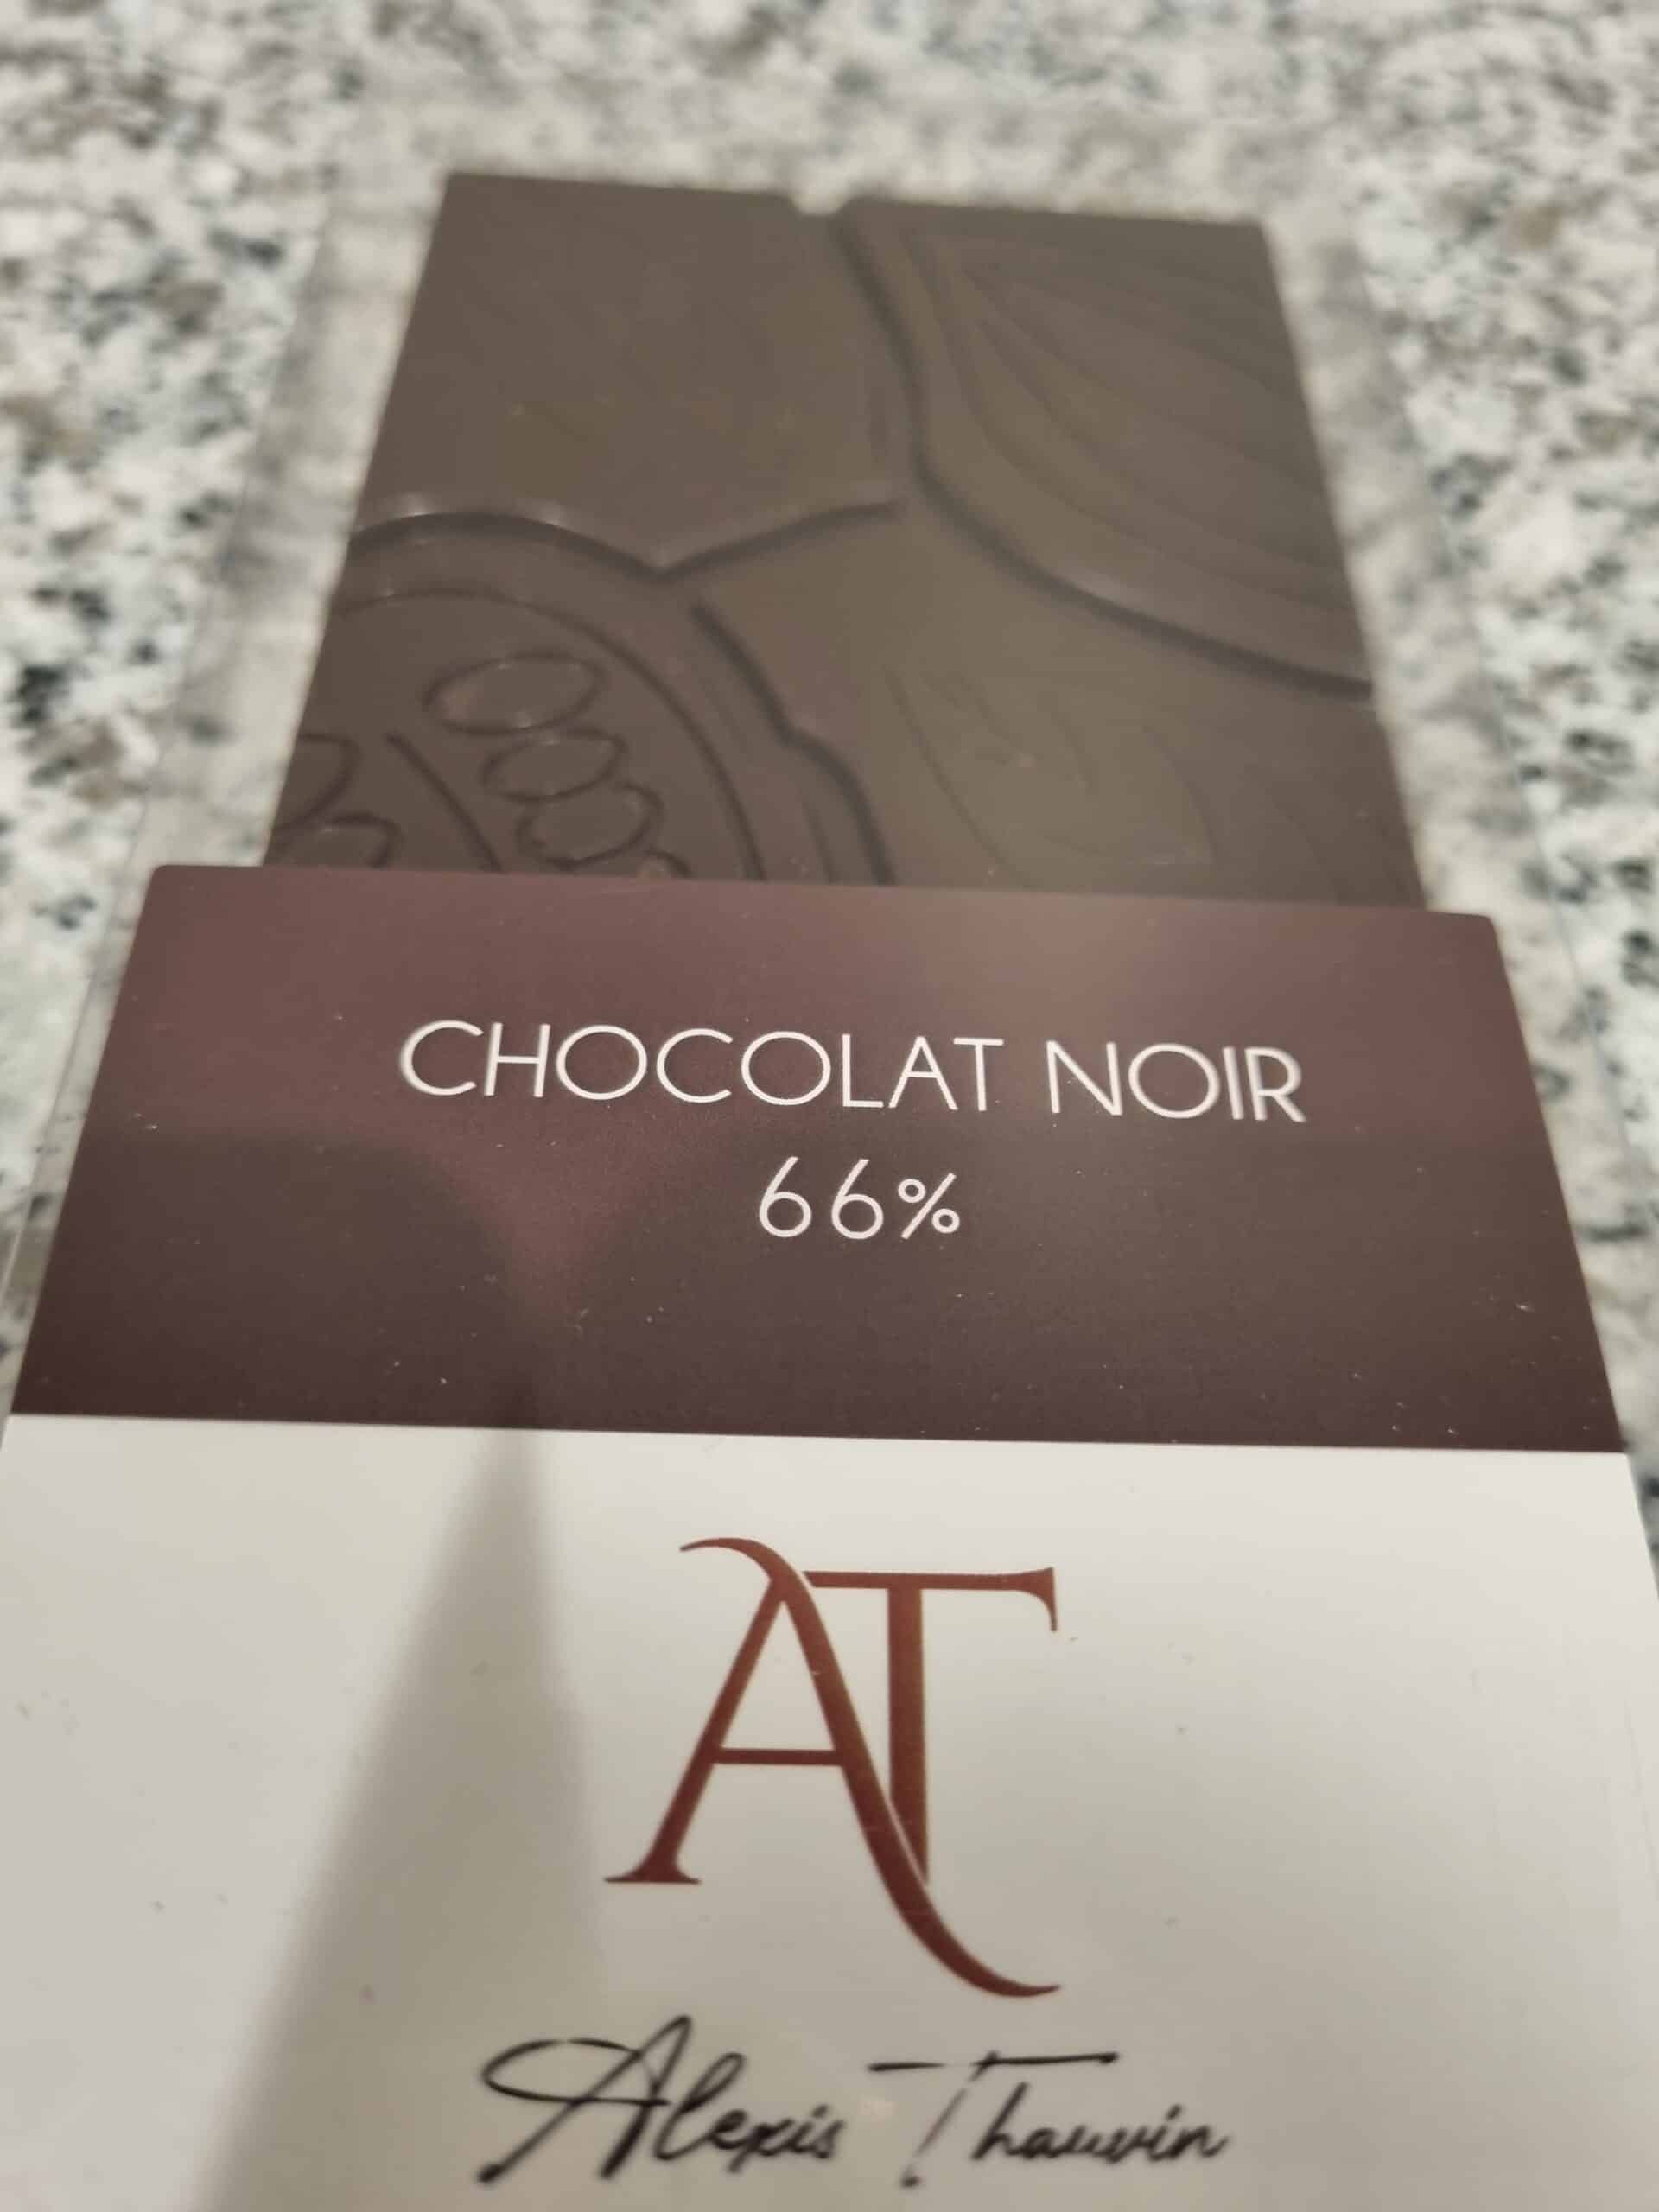 CHOCOLAT NOIR
66%
AT
Alexis Thauvin